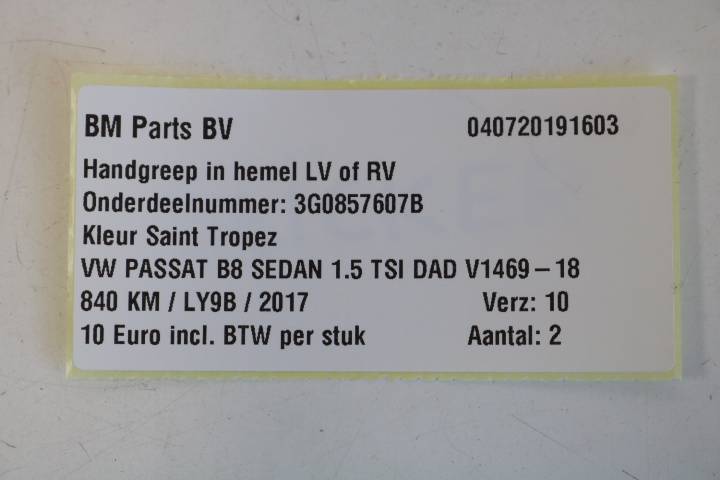 BM Parts BV 040720191603
Handgreep in hemel LV of RV
Onderdeelnummer: 3G0857607B
Kleur Saint Tropez
VW PASSAT B8 SEDAN 1.5 TSI DAD V1469 – 18
840 KM / LY9B / 2017 Verz: 10
10 Euro incl. BTW per stuk Aantal: 2